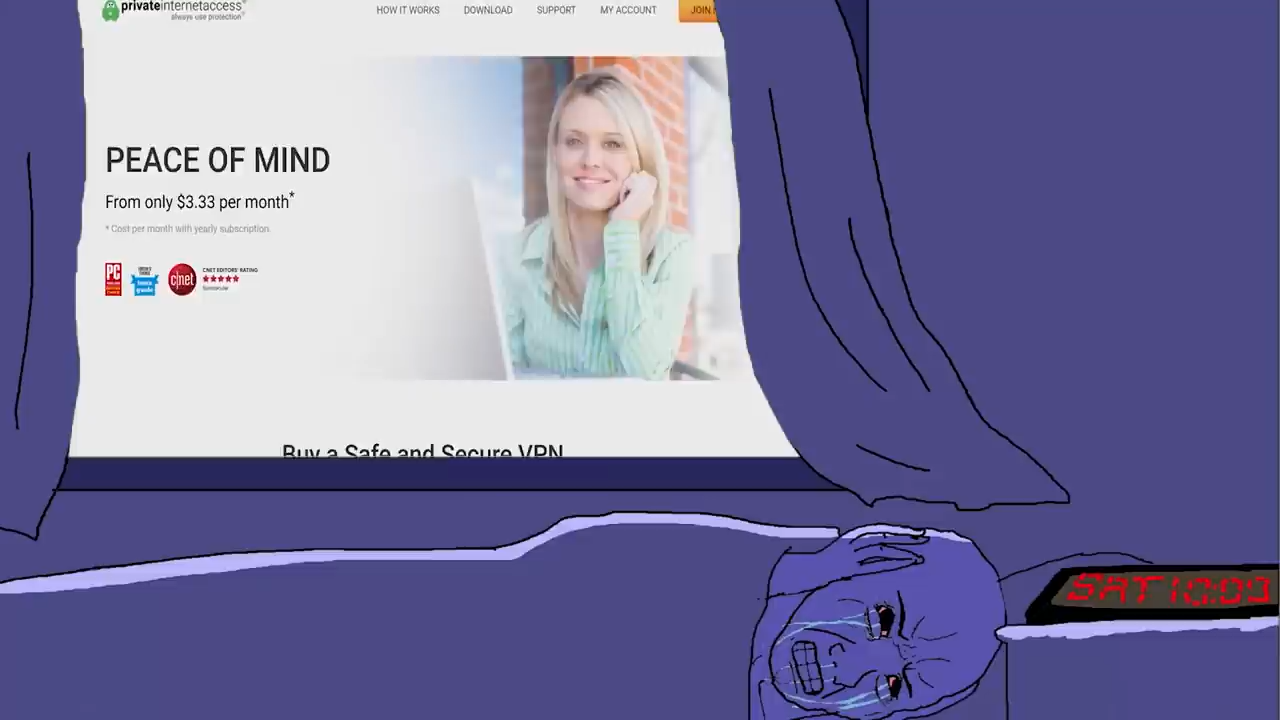 privateinternetaccess®
always use protection®
HOW IT WORKS DOWNLOAD SUPPORT MY ACCOUNT JOIN
PEACE OF MIND
From only $3.33 per month*
* Cost per month with yearly subscription.
PC
c|net
CNET EDITORS' RATING
Buy a Safe and Secure VPN
SAT 10:00